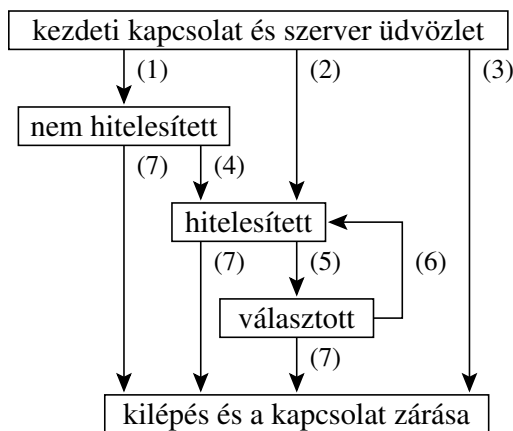 kezdeti kapcsolat és szerver üdvözlet
(1) (2) (3)
nem hitelesített
(7) (4)
hitelesített
(7) (5) (6)
választott
(7)
kilépés és a kapcsolat zárása